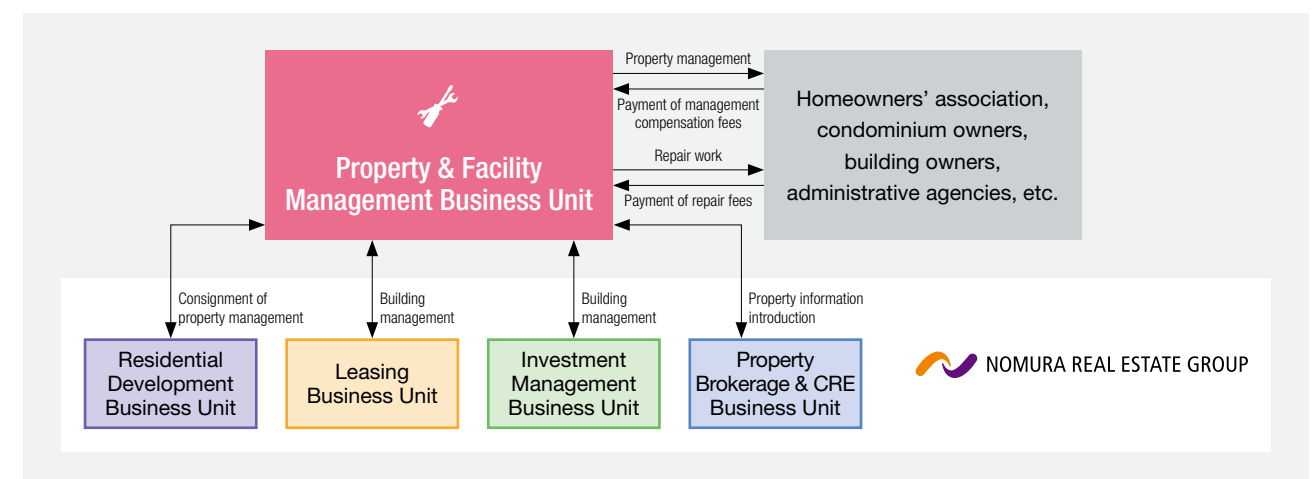 Property management
Payment of management
compensation fees
Repair work
Payment of repair fees
Property & Facility
Management Business Unit
Homeowners’ association,
condominium owners,
building owners,
administrative agencies, etc.
Consignment of
property management
Building
management
Building
management
Property information
introduction
Residential
Development
Business Unit
Leasing
Business Unit
Investment
Management
Business Unit
Property
Brokerage & CRE
Business Unit
NOMURA REAL ESTATE GROUP